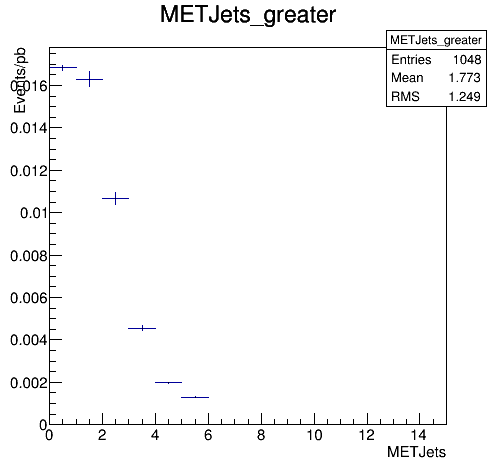 METJets_greater
METJets_greater
Entries 1048
Mean 1.773
RMS 1.249
Events/pb
0.016
0.014
0.012
0.01
0.008
0.006
0.004
0.002
0
0 2 4 6 8 10 12 14
METJets